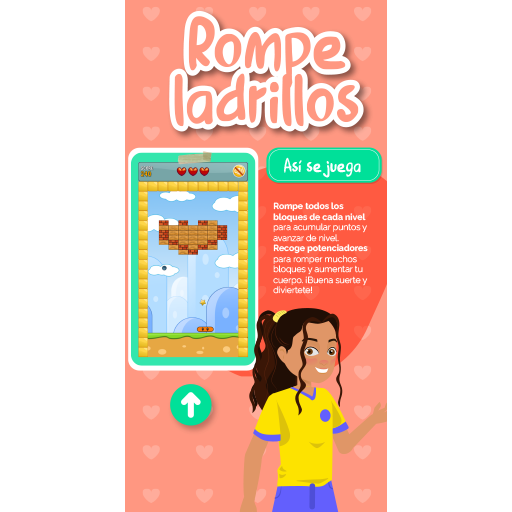 Rompe
ladrillos
Así se juega
Rompe todos los
bloques de cada nivel
para acumular puntos y
avanzar de nivel.
Recoge potenciadores
para romper muchos
bloques y aumentar tu
cuerpo. ¡Buena suerte y
diviertete!